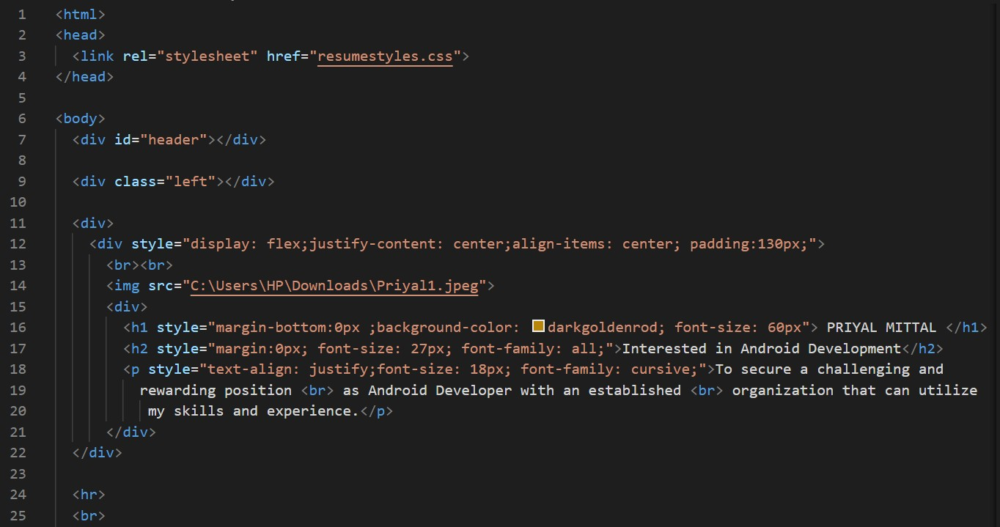 1 <html>
2 <head>
3 <link rel="stylesheet" href="resumestyles.css">
4 </head>
5
6 <body>
7 <div id="header"></div>
8
9 <div class="left"></div>
10
11 <div>
12 <div style="display: flex;justify-content: center;align-items: center; padding:130px;">
13 <br><br>
14 <img src="C:\Users\HP\Downloads\Priyal1.jpeg">
15 <div>
16 <h1 style="margin-bottom:0px ;background-color: darkgoldenrod; font-size: 60px"> PRIYAL MITTAL </h1>
17 <h2 style="margin:0px; font-size: 27px; font-family: all;">Interested in Android Development</h2>
18 <p style="text-align: justify;font-size: 18px; font-family: cursive;">To secure a challenging and
19 rewarding position <br> as Android Developer with an established <br> organization that can utilize
20 my skills and experience.</p>
21 </div>
22 </div>
23
24 <hr>
25 <br>